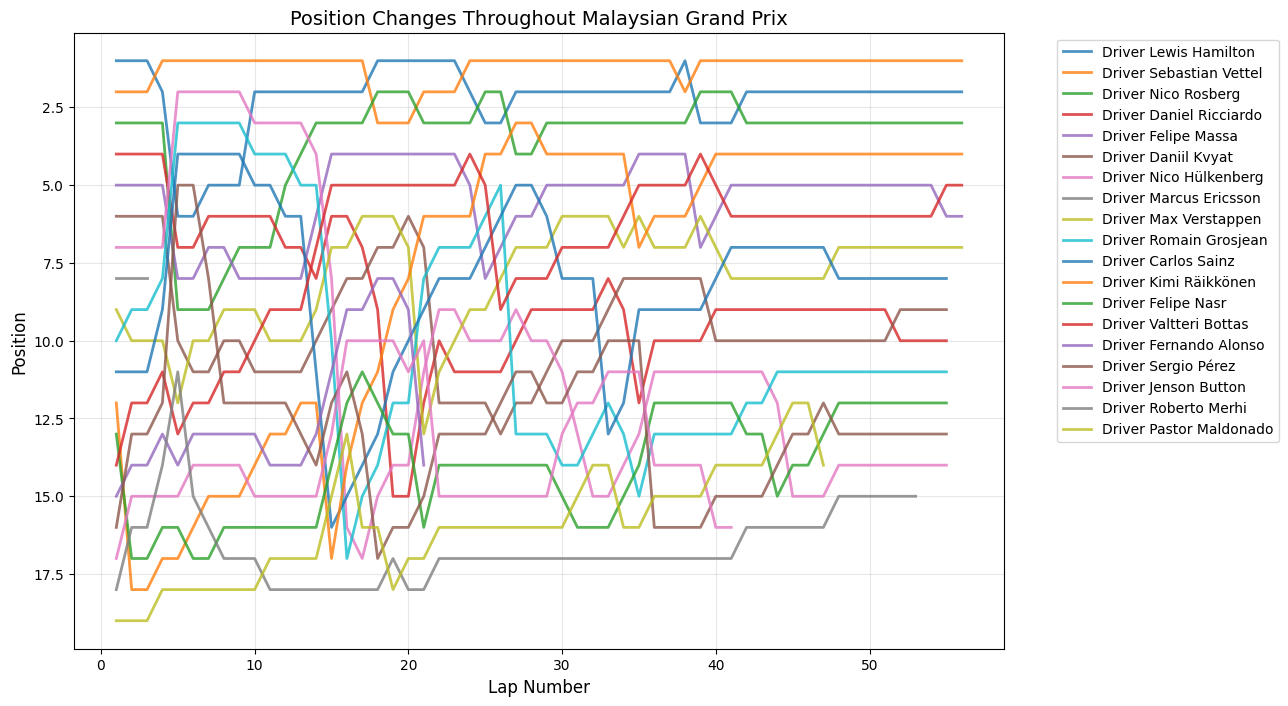 Position Changes Throughout Malaysian Grand Prix
Position
2.5
5.0
7.5
10.0
12.5
15.0
17.5
0 10 20 30 40 50
Lap Number
Driver Lewis Hamilton
Driver Sebastian Vettel
Driver Nico Rosberg
Driver Daniel Ricciardo
Driver Felipe Massa
Driver Daniil Kvyat
Driver Nico Hülkenberg
Driver Marcus Ericsson
Driver Max Verstappen
Driver Romain Grosjean
Driver Carlos Sainz
Driver Kimi Räikkönen
Driver Felipe Nasr
Driver Valtteri Bottas
Driver Fernando Alonso
Driver Sergio Pérez
Driver Jenson Button
Driver Roberto Merhi
Driver Pastor Maldonado